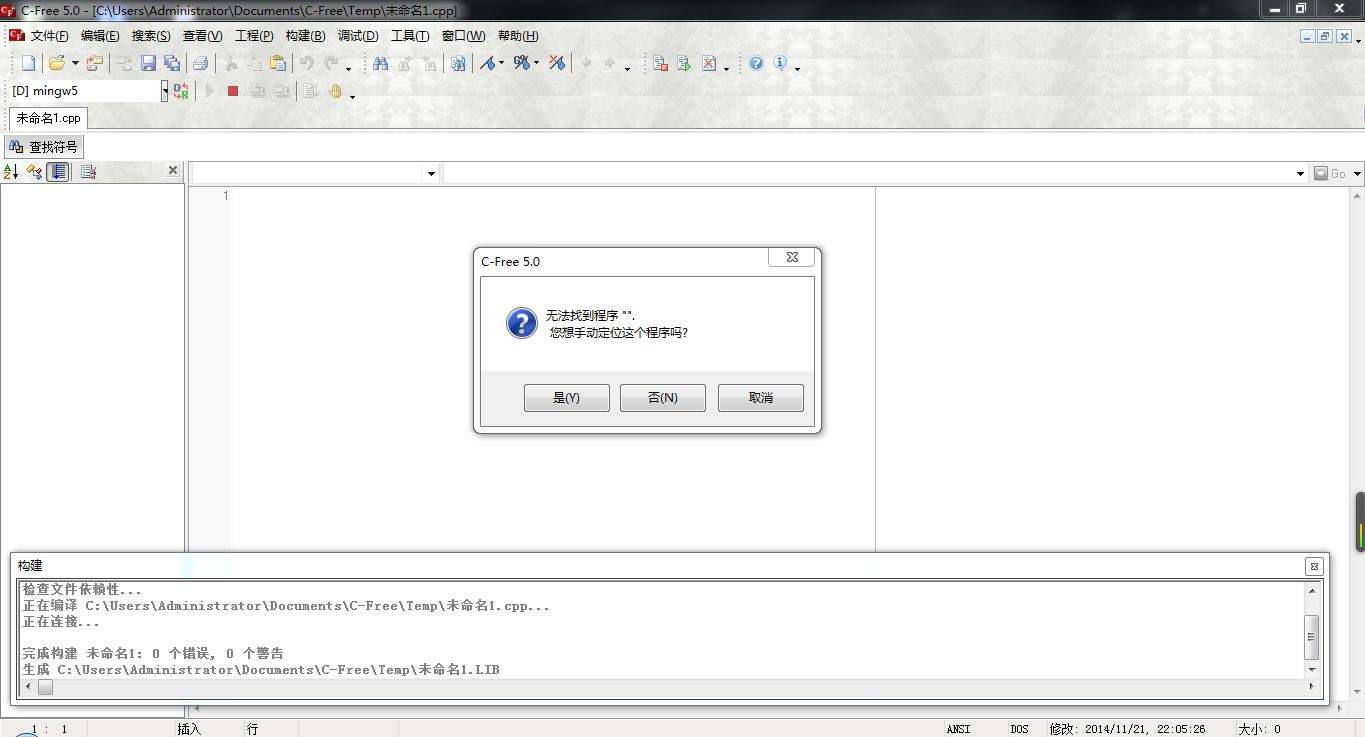 C-Free 5.0 - [C:\Users\Administrator\Documents\C-Free\Temp\未命名1.cpp]
文件(F) 编辑(E) 搜索(S) 查看(V) 工程(P) 构建(B) 调试(D) 工具(T) 窗口(W) 帮助(H)
[D] mingw5
未命名1.cpp
查找符号
Go
1
C-Free 5.0
无法找到程序 "".
您想手动定位这个程序吗?
是(Y) 否(N) 取消
构建
检查文件依赖性...
正在编译 C:\Users\Administrator\Documents\C-Free\Temp\未命名1.cpp...
正在连接...
完成构建 未命名1: 0 个错误, 0 个警告
生成 C:\Users\Administrator\Documents\C-Free\Temp\未命名1.LIB
1 : 1 插入 行 ANSI DOS 修改: 2014/11/21, 22:05:26 大小: 0